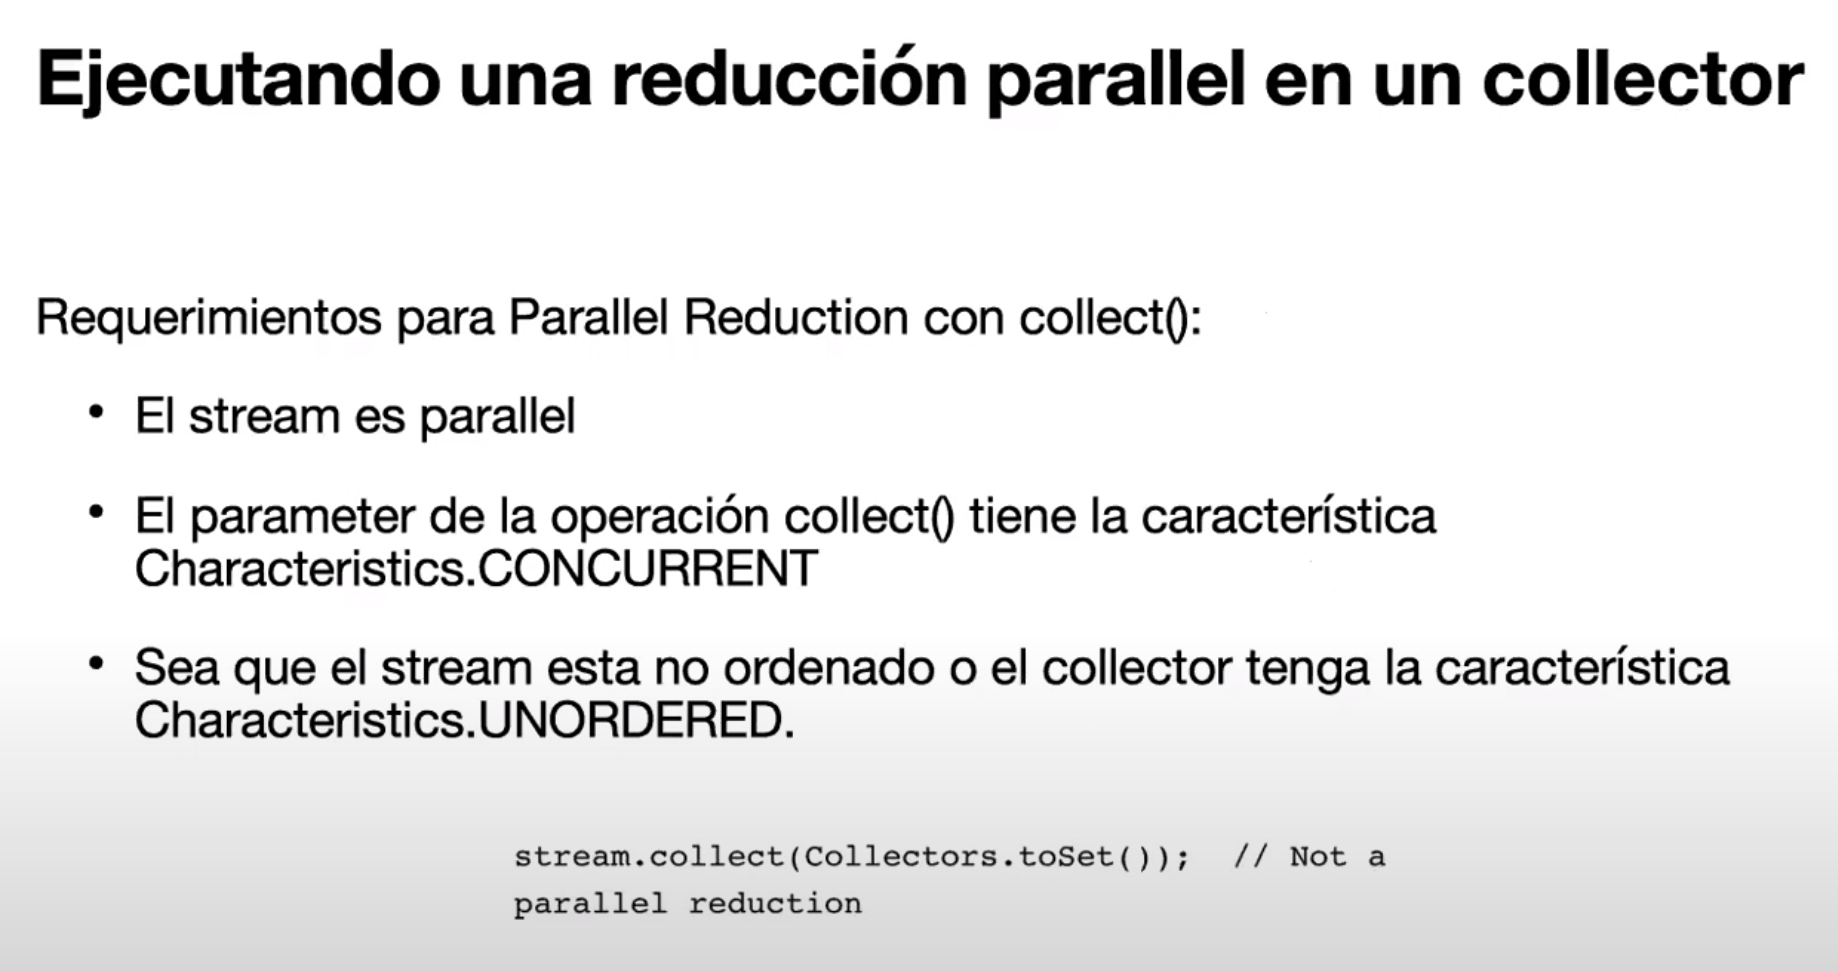 Ejecutando una reducción parallel en un collector
Requerimientos para Parallel Reduction con collect():
• El stream es parallel
• El parameter de la operación collect() tiene la característica
Characteristics.CONCURRENT
• Sea que el stream esta no ordenado o el collector tenga la característica
Characteristics.UNORDERED.
stream.collect(Collectors.toSet());  // Not a
parallel reduction